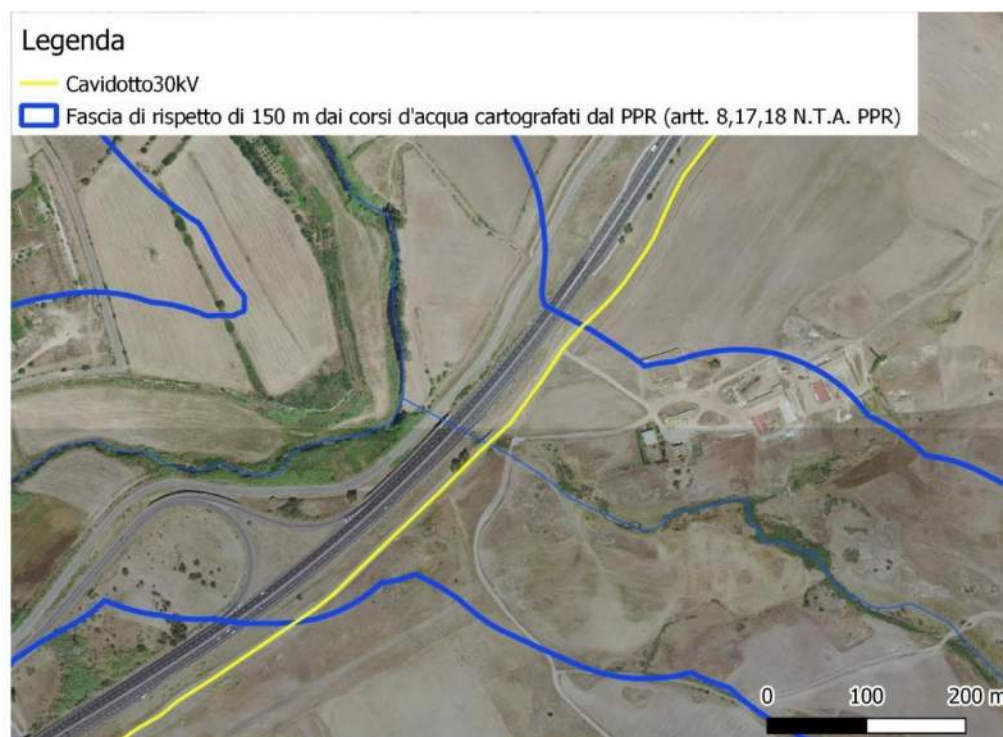 Legenda
Cavidotto30kV
Fascia di rispetto di 150 m dai corsi d'acqua cartografati dal PPR (artt. 8,17,18 N.T.A. PPR)
0 100 200 m